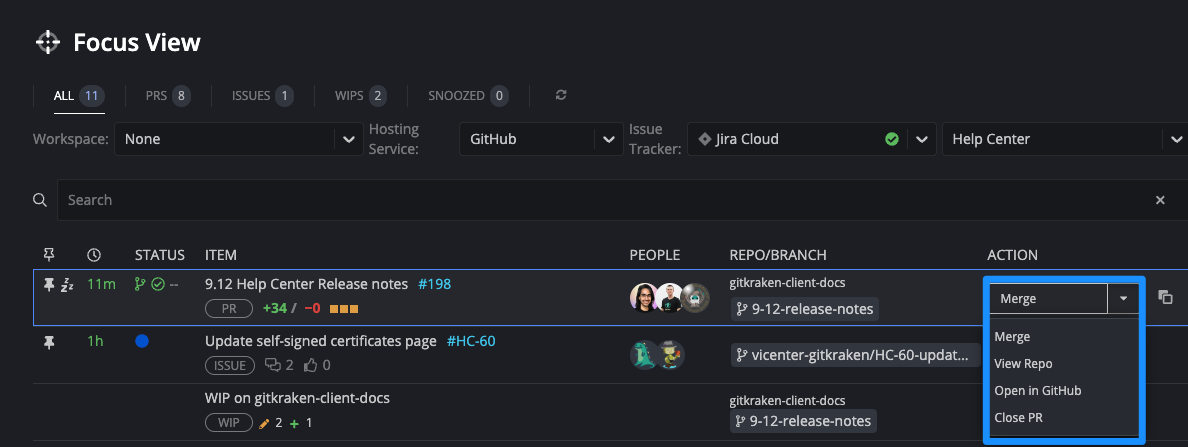 Focus View
ALL 11 PRS 8 ISSUES 1 WIPS 2 SNOOZED 0
Workspace: None Hosting Service: GitHub Issue Tracker: Jira Cloud Help Center
Search
STATUS ITEM PEOPLE REPO/BRANCH ACTION
11m -- 9.12 Help Center Release notes #198 gitkraken-client-docs
PR +34 / −0 9-12-release-notes Merge
1h Update self-signed certificates page #HC-60 vicenter-gitkraken/HC-60-updat... Merge
ISSUE 2 0 View Repo
WIP on gitkraken-client-docs gitkraken-client-docs Open in GitHub
WIP 2 + 1 9-12-release-notes Close PR